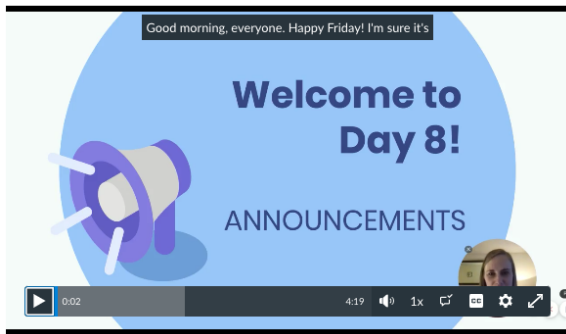 Good morning, everyone. Happy Friday! I'm sure it's
Welcome to
Day 8!
ANNOUNCEMENTS
0:02
4:19
1x
CC